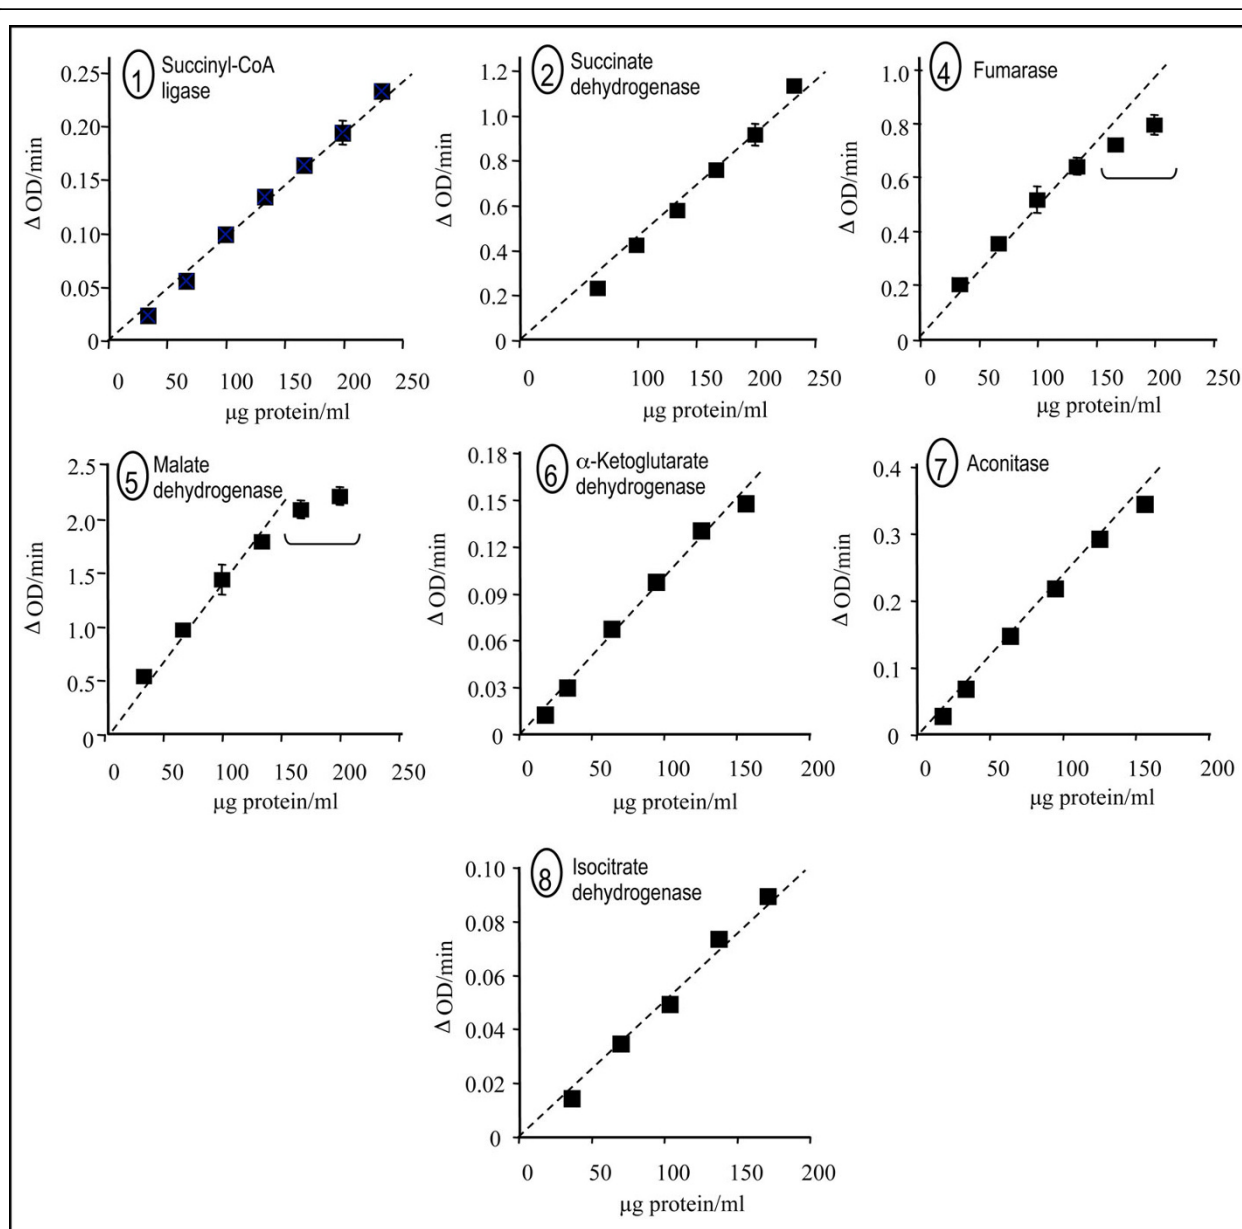 1 Succinyl-CoA
ligase
0.25
0.20
0.15
0.10
0.05
0
Δ OD/min
0 50 100 150 200 250
µg protein/ml
2 Succinate
dehydrogenase
1.2
1.0
0.8
0.6
0.4
0.2
0
Δ OD/min
0 100 150 200 250
µg protein/ml
4 Fumarase
1.0
0.8
0.6
0.4
0.2
0
Δ OD/min
0 50 100 150 200 250
µg protein/ml
5 Malate
dehydrogenase
2.5
2.0
1.5
1.0
0.5
0
Δ OD/min
0 50 100 150 200 250
µg protein/ml
6 α-Ketoglutarate
dehydrogenase
0.18
0.15
0.12
0.09
0.06
0.03
0
Δ OD/min
0 50 100 150 200
µg protein/ml
7 Aconitase
0.4
0.3
0.2
0.1
0
Δ OD/min
0 50 100 150 200
µg protein/ml
8 Isocitrate
dehydrogenase
0.10
0.08
0.06
0.04
0.02
0
Δ OD/min
0 50 100 150 200
µg protein/ml